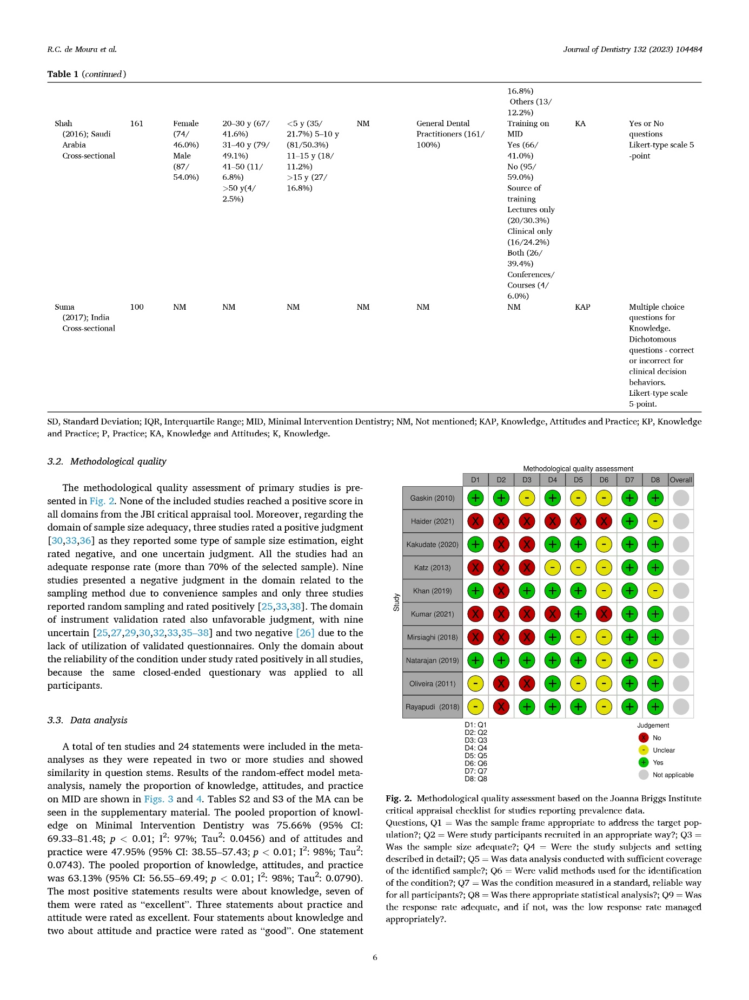 R.C. de Moura et al.
Journal of Dentistry 132 (2023) 104484
Table 1 (continued)
16.8%)
Others (13/
12.2%)
Shah
(2016); Saudi
Arabia
Cross-sectional
161
Female
(74/
46.0%)
Male
(87/
54.0%)
20–30 y (67/
41.6%)
31–40 y (79/
49.1%)
41–50 (11/
6.8%)
>50 y(4/
2.5%)
<5 y (35/
21.7%) 5–10 y
(81/50.3%)
11–15 y (18/
11.2%)
>15 y (27/
16.8%)
NM
General Dental
Practitioners (161/
100%)
Training on
MID
Yes (66/
41.0%)
No (95/
59.0%)
Source of
training
Lectures only
(20/30.3%)
Clinical only
(16/24.2%)
Both (26/
39.4%)
Conferences/
Courses (4/
6.0%)
KA
Yes or No
questions
Likert-type scale 5
-point
Suma
(2017); India
Cross-sectional
100
NM
NM
NM
NM
NM
NM
KAP
Multiple choice
questions for
Knowledge.
Dichotomous
questions - correct
or incorrect for
clinical decision
behaviors.
Likert-type scale
5-point.
SD, Standard Deviation; IQR, Interquartile Range; MID, Minimal Intervention Dentistry; NM, Not mentioned; KAP, Knowledge, Attitudes and Practice; KP, Knowledge
and Practice; P, Practice; KA, Knowledge and Attitudes; K, Knowledge.
3.2. Methodological quality
The methodological quality assessment of primary studies is pre-
sented in Fig. 2. None of the included studies reached a positive score in
all domains from the JBI critical appraisal tool. Moreover, regarding the
domain of sample size adequacy, three studies rated a positive judgment
[30,33,36] as they reported some type of sample size estimation, eight
rated negative, and one uncertain judgment. All the studies had an
adequate response rate (more than 70% of the selected sample). Nine
studies presented a negative judgment in the domain related to the
sampling method due to convenience samples and only three studies
reported random sampling and rated positively [25,33,38]. The domain
of instrument validation rated also unfavorable judgment, with nine
uncertain [25,27,29,30,32,33,35–38] and two negative [26] due to the
lack of utilization of validated questionnaires. Only the domain about
the reliability of the condition under study rated positively in all studies,
because the same closed-ended questionary was applied to all
participants.
3.3. Data analysis
A total of ten studies and 24 statements were included in the meta-
analyses as they were repeated in two or more studies and showed
similarity in question stems. Results of the random-effect model meta-
analysis, namely the proportion of knowledge, attitudes, and practice
on MID are shown in Figs. 3 and 4. Tables S2 and S3 of the MA can be
seen in the supplementary material. The pooled proportion of knowl-
edge on Minimal Intervention Dentistry was 75.66% (95% CI:
69.33–81.48; p < 0.01; I²: 97%; Tau²: 0.0456) and of attitudes and
practice were 47.95% (95% CI: 38.55–57.43; p < 0.01; I²: 98%; Tau²:
0.0743). The pooled proportion of knowledge, attitudes, and practice
was 63.13% (95% CI: 56.55–69.49; p < 0.01; I²: 98%; Tau²: 0.0790).
The most positive statements results were about knowledge, seven of
them were rated as “excellent”. Three statements about practice and
attitude were rated as excellent. Four statements about knowledge and
two about attitude and practice were rated as “good”. One statement
Methodological quality assessment
D1 D2 D3 D4 D5 D6 D7 D8 Overall
Study
Gaskin (2010) + + - + - - + +
Haider (2021) X X X X X X + -
Kakudate (2020) + X X + + - + +
Katz (2013) X X X - - - + +
Khan (2019) + X + + + - + -
Kumar (2021) X X X X + X + +
Mirsiaghi (2018) X X X + - - + +
Natarajan (2019) + + + + + - + -
Oliveira (2011) - X X + - - + +
Rayapudi (2018) - X + + + - + +
D1: Q1
D2: Q2
D3: Q3
D4: Q4
D5: Q5
D6: Q6
D7: Q7
D8: Q8
Judgement
X No
- Unclear
+ Yes
Not applicable
Fig. 2. Methodological quality assessment based on the Joanna Briggs Institute
critical appraisal checklist for studies reporting prevalence data.
Questions, Q1 = Was the sample frame appropriate to address the target pop-
ulation?; Q2 = Were study participants recruited in an appropriate way?; Q3 =
Was the sample size adequate?; Q4 = Were the study subjects and setting
described in detail?; Q5 = Was data analysis conducted with sufficient coverage
of the identified sample?; Q6 = Were valid methods used for the identification
of the condition?; Q7 = Was the condition measured in a standard, reliable way
for all participants?; Q8 = Was there appropriate statistical analysis?; Q9 = Was
the response rate adequate, and if not, was the low response rate managed
appropriately?.
6